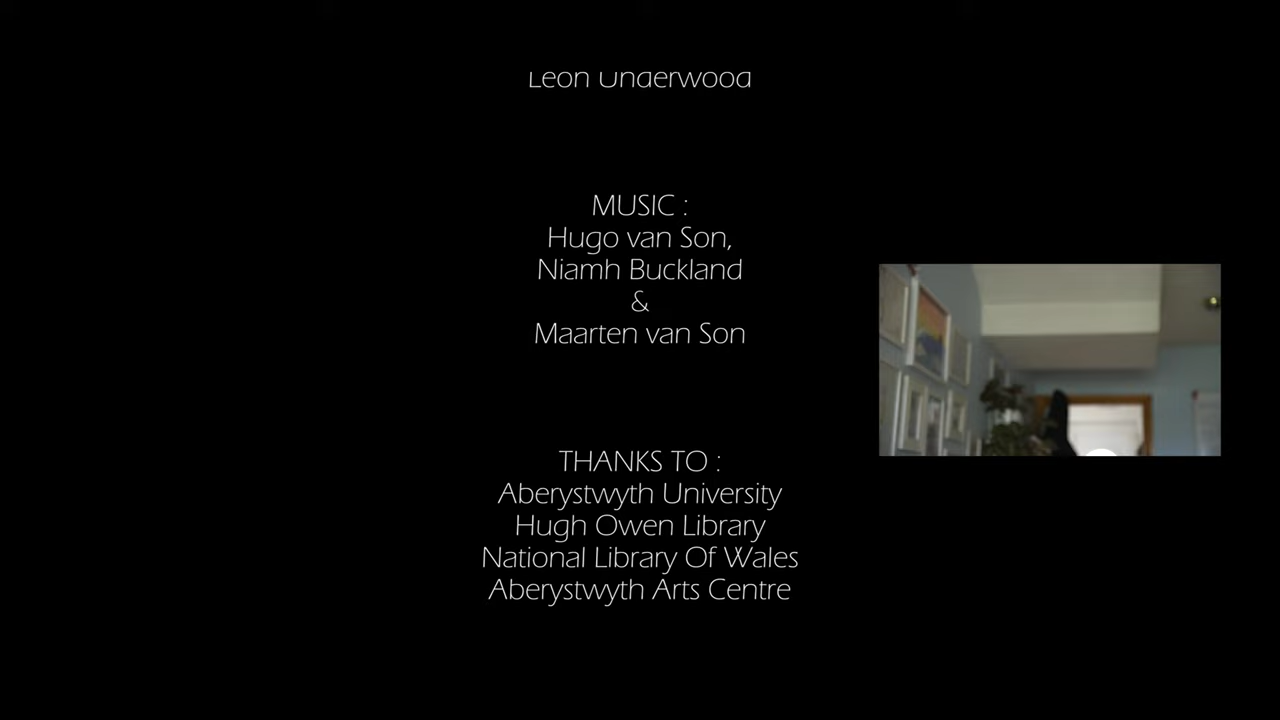 Leon Underwood
MUSIC :
Hugo van Son,
Niamh Buckland
&
Maarten van Son
THANKS TO :
Aberystwyth University
Hugh Owen Library
National Library Of Wales
Aberystwyth Arts Centre